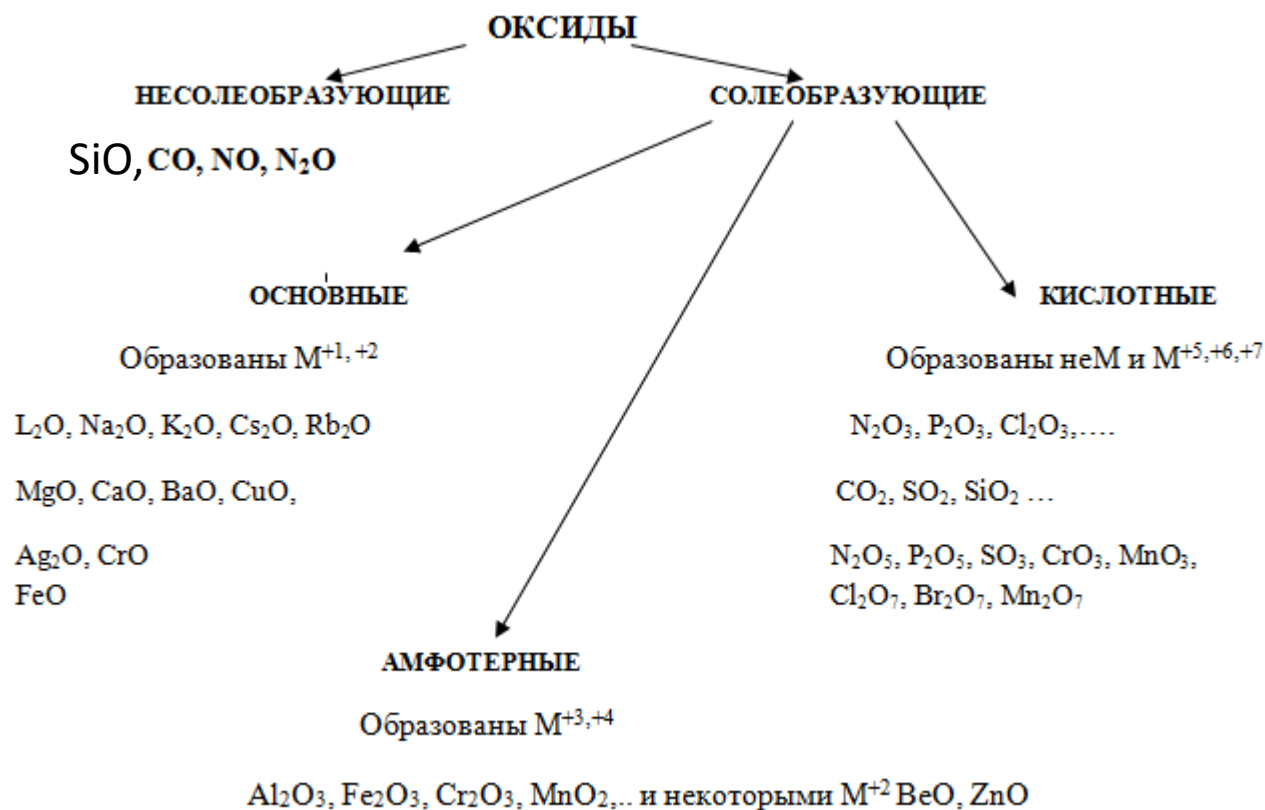 ОКСИДЫ
НЕСОЛЕОБРАЗУЮЩИЕ
СОЛЕОБРАЗУЮЩИЕ
SiO, CO, NO, N₂O
ОСНО́ВНЫЕ
КИСЛОТНЫЕ
Образованы М⁺¹,⁺²
Образованы неМ и М⁺⁵,⁺⁶,⁺⁷
L₂O, Na₂O, K₂O, Cs₂O, Rb₂O
N₂O₃, P₂O₃, Cl₂O₃,….
MgO, CaO, BaO, CuO,
CO₂, SO₂, SiO₂ …
Ag₂O, CrO
N₂O₅, P₂O₅, SO₃, CrO₃, MnO₃,
FeO
Cl₂O₇, Br₂O₇, Mn₂O₇
АМФОТЕРНЫЕ
Образованы М⁺³,⁺⁴
Al₂O₃, Fe₂O₃, Cr₂O₃, MnO₂,.. и некоторыми М⁺² BeO, ZnO